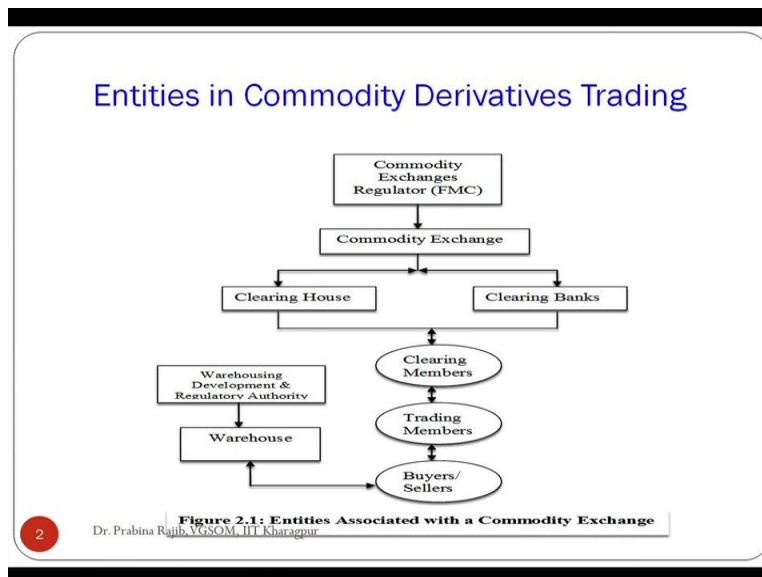 Entities in Commodity Derivatives Trading
Commodity
Exchanges
Regulator (FMC)
Commodity Exchange
Clearing House
Clearing Banks
Clearing
Members
Warehousing
Development &
Regulatory Authority
Trading
Members
Warehouse
Buyers/
Sellers
Figure 2.1: Entities Associated with a Commodity Exchange
2
Dr. Prabina Rajib, VGSOM, IIT Kharagpur